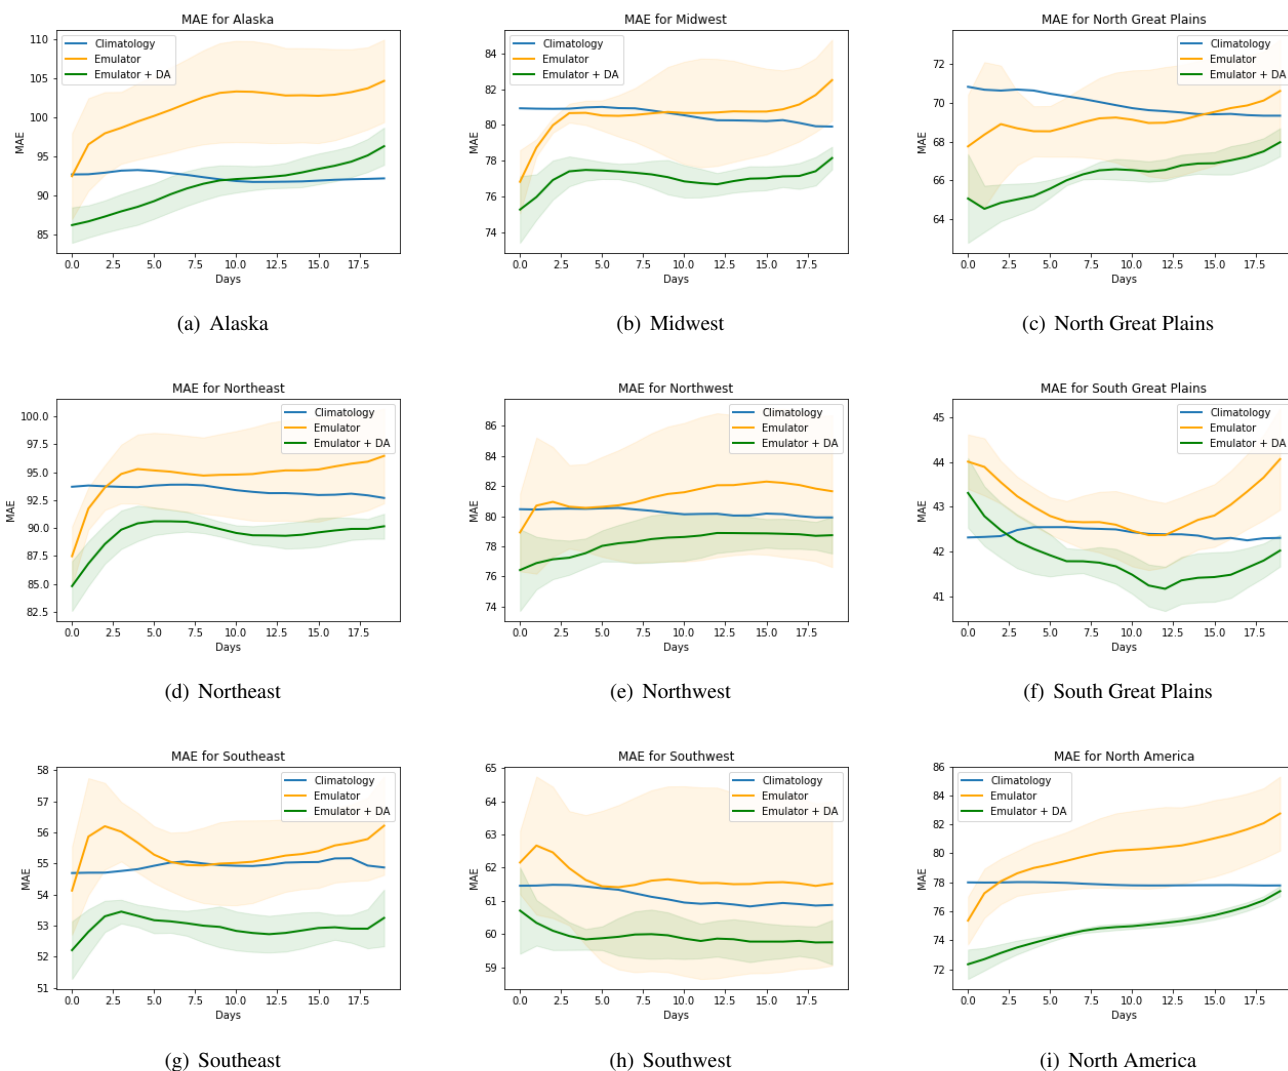 MAE for Alaska
Climatology
Emulator
Emulator + DA
110
105
100
95
90
85
MAE
0.0 2.5 5.0 7.5 10.0 12.5 15.0 17.5
Days
(a) Alaska
MAE for Midwest
Climatology
Emulator
Emulator + DA
84
82
80
78
76
74
MAE
0.0 2.5 5.0 7.5 10.0 12.5 15.0 17.5
Days
(b) Midwest
MAE for North Great Plains
Climatology
Emulator
Emulator + DA
72
70
68
66
64
MAE
0.0 2.5 5.0 7.5 10.0 12.5 15.0 17.5
Days
(c) North Great Plains
MAE for Northeast
Climatology
Emulator
Emulator + DA
100.0
97.5
95.0
92.5
90.0
87.5
85.0
82.5
MAE
0.0 2.5 5.0 7.5 10.0 12.5 15.0 17.5
Days
(d) Northeast
MAE for Northwest
Climatology
Emulator
Emulator + DA
86
84
82
80
78
76
74
MAE
0.0 2.5 5.0 7.5 10.0 12.5 15.0 17.5
Days
(e) Northwest
MAE for South Great Plains
Climatology
Emulator
Emulator + DA
45
44
43
42
41
MAE
0.0 2.5 5.0 7.5 10.0 12.5 15.0 17.5
Days
(f) South Great Plains
MAE for Southeast
Climatology
Emulator
Emulator + DA
58
57
56
55
54
53
52
51
MAE
0.0 2.5 5.0 7.5 10.0 12.5 15.0 17.5
Days
(g) Southeast
MAE for Southwest
Climatology
Emulator
Emulator + DA
65
64
63
62
61
60
59
MAE
0.0 2.5 5.0 7.5 10.0 12.5 15.0 17.5
Days
(h) Southwest
MAE for North America
Climatology
Emulator
Emulator + DA
86
84
82
80
78
76
74
72
MAE
0.0 2.5 5.0 7.5 10.0 12.5 15.0 17.5
Days
(i) North America